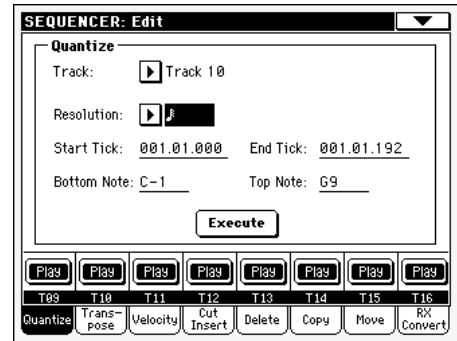 SEQUENCER: Edit
Quantize
Track: Track 10
Resolution:
Start Tick: 001.01.000 End Tick: 001.01.192
Bottom Note: C-1 Top Note: G9
Execute
Play Play Play Play Play Play Play Play
T09 T10 T11 T12 T13 T14 T15 T16
Quantize Trans-pose Velocity Cut Insert Delete Copy Move RX Convert